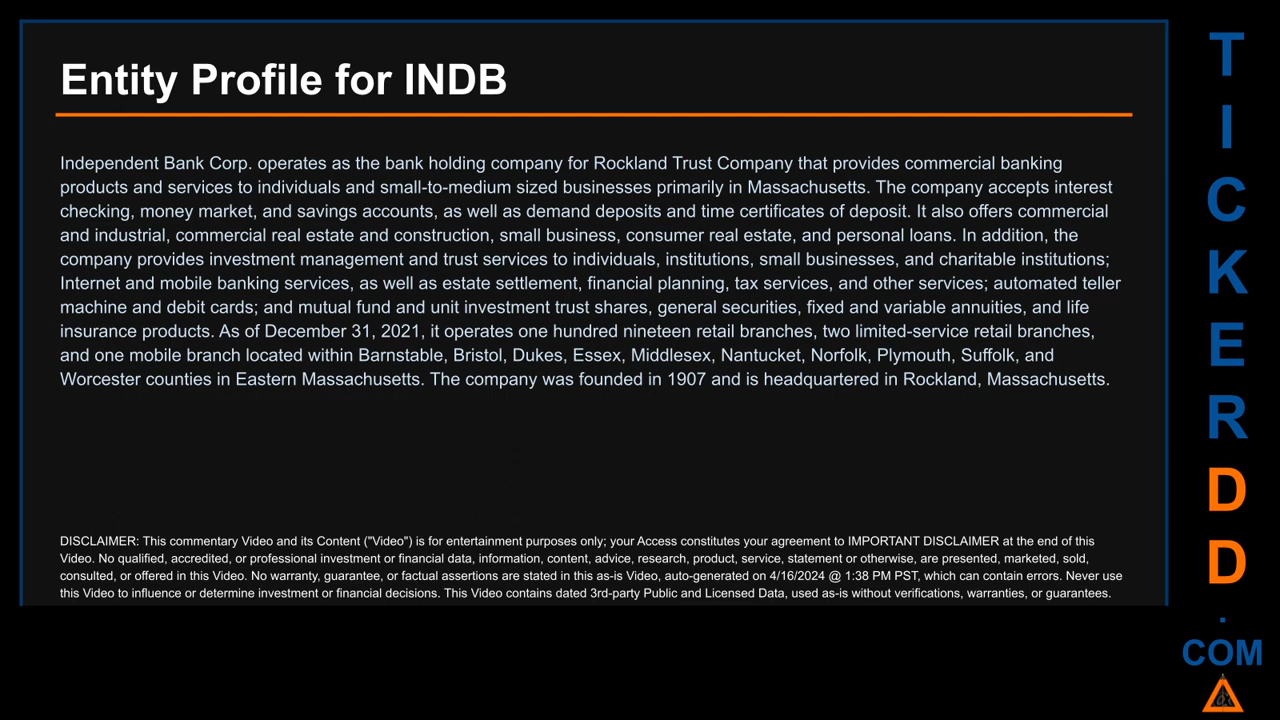 Entity Profile for INDB
Independent Bank Corp. operates as the bank holding company for Rockland Trust Company that provides commercial banking
products and services to individuals and small-to-medium sized businesses primarily in Massachusetts. The company accepts interest
checking, money market, and savings accounts, as well as demand deposits and time certificates of deposit. It also offers commercial
and industrial, commercial real estate and construction, small business, consumer real estate, and personal loans. In addition, the
company provides investment management and trust services to individuals, institutions, small businesses, and charitable institutions;
Internet and mobile banking services, as well as estate settlement, financial planning, tax services, and other services; automated teller
machine and debit cards; and mutual fund and unit investment trust shares, general securities, fixed and variable annuities, and life
insurance products. As of December 31, 2021, it operates one hundred nineteen retail branches, two limited-service retail branches,
and one mobile branch located within Barnstable, Bristol, Dukes, Essex, Middlesex, Nantucket, Norfolk, Plymouth, Suffolk, and
Worcester counties in Eastern Massachusetts. The company was founded in 1907 and is headquartered in Rockland, Massachusetts.
DISCLAIMER: This commentary Video and its Content ("Video") is for entertainment purposes only; your Access constitutes your agreement to IMPORTANT DISCLAIMER at the end of this
Video. No qualified, accredited, or professional investment or financial data, information, content, advice, research, product, service, statement or otherwise, are presented, marketed, sold,
consulted, or offered in this Video. No warranty, guarantee, or factual assertions are stated in this as-is Video, auto-generated on 4/16/2024 @ 1:38 PM PST, which can contain errors. Never use
this Video to influence or determine investment or financial decisions. This Video contains dated 3rd-party Public and Licensed Data, used as-is without verifications, warranties, or guarantees.
T
I
C
K
E
R
D
D
.
COM